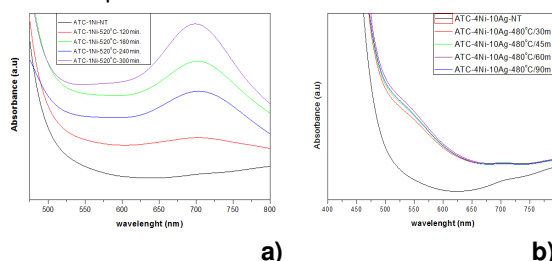 ATC-1Ni-NT
ATC-1Ni-520°C-120min.
ATC-1Ni-520°C-180min.
ATC-1Ni-520°C-240min.
ATC-1Ni-520°C-300min.
Absorbance (a.u)
500 550 600 650 700 750 800
wavelenght (nm)
a)
ATC-4Ni-10Ag-NT
ATC-4Ni-10Ag-480°C/30m
ATC-4Ni-10Ag-480°C/45m
ATC-4Ni-10Ag-480°C/60m
ATC-4Ni-10Ag-480°C/90m
Absorbance (a.u)
400 450 500 550 600 650 700 750
wavelenght (nm)
b)